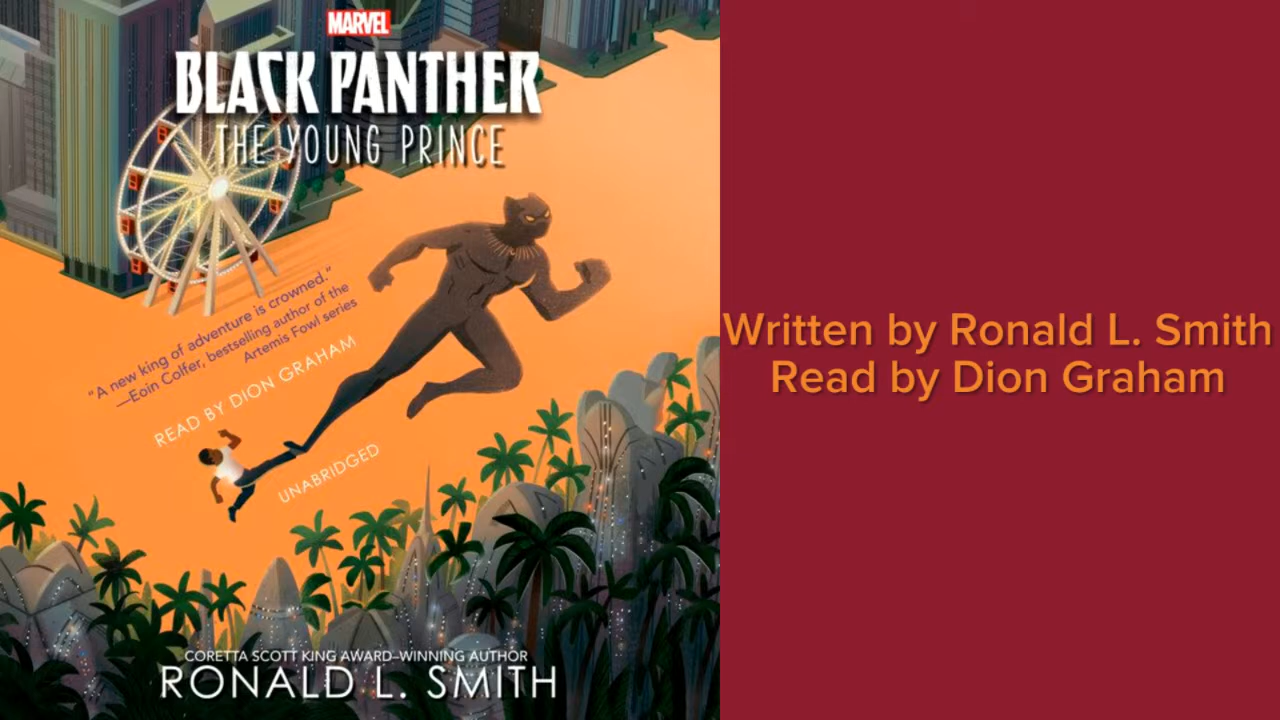 MARVEL
BLACK PANTHER
THE YOUNG PRINCE
“A new king of adventure is crowned.”
—Eoin Colfer, bestselling author of the
Artemis Fowl series
READ BY DION GRAHAM
UNABRIDGED
CORETTA SCOTT KING AWARD–WINNING AUTHOR
RONALD L. SMITH
Written by Ronald L. Smith
Read by Dion Graham